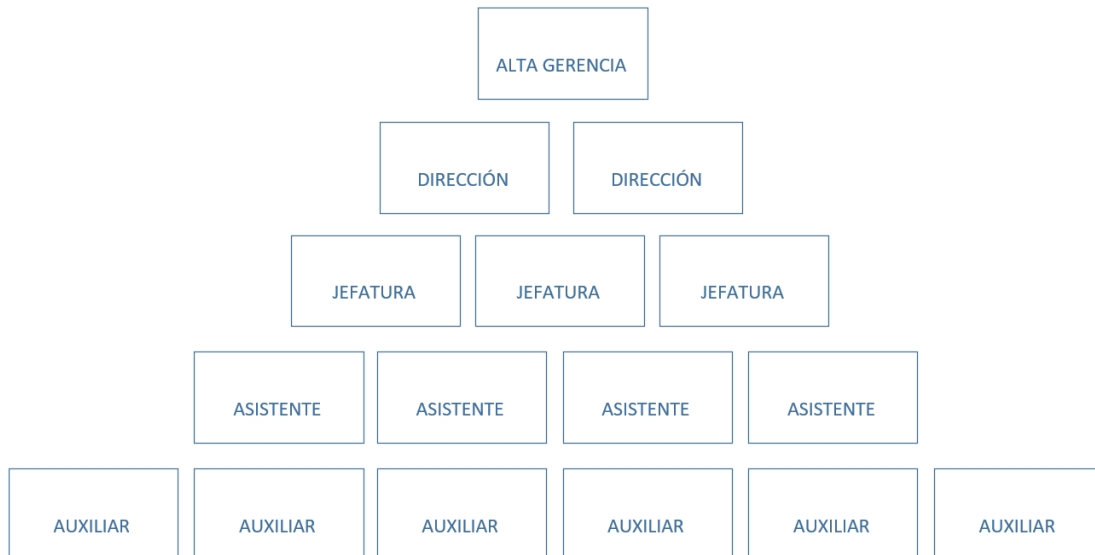 ALTA GERENCIA
DIRECCIÓN DIRECCIÓN
JEFATURA JEFATURA JEFATURA
ASISTENTE ASISTENTE ASISTENTE ASISTENTE
AUXILIAR AUXILIAR AUXILIAR AUXILIAR AUXILIAR AUXILIAR